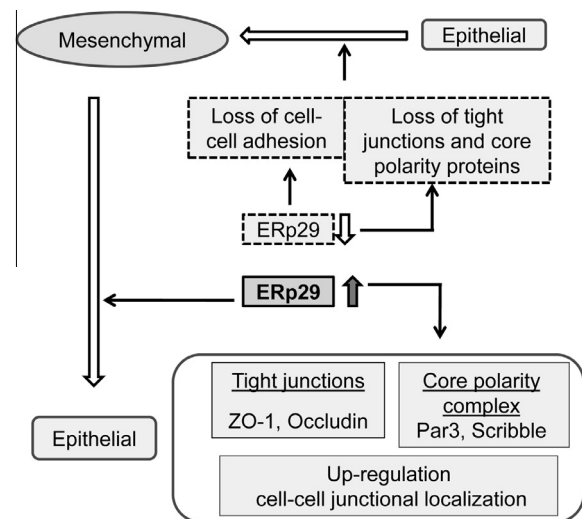 Mesenchymal
Epithelial
Loss of cell-
cell adhesion
Loss of tight
junctions and core
polarity proteins
ERp29
ERp29
Epithelial
Tight junctions
ZO-1, Occludin
Core polarity
complex
Par3, Scribble
Up-regulation
cell-cell junctional localization